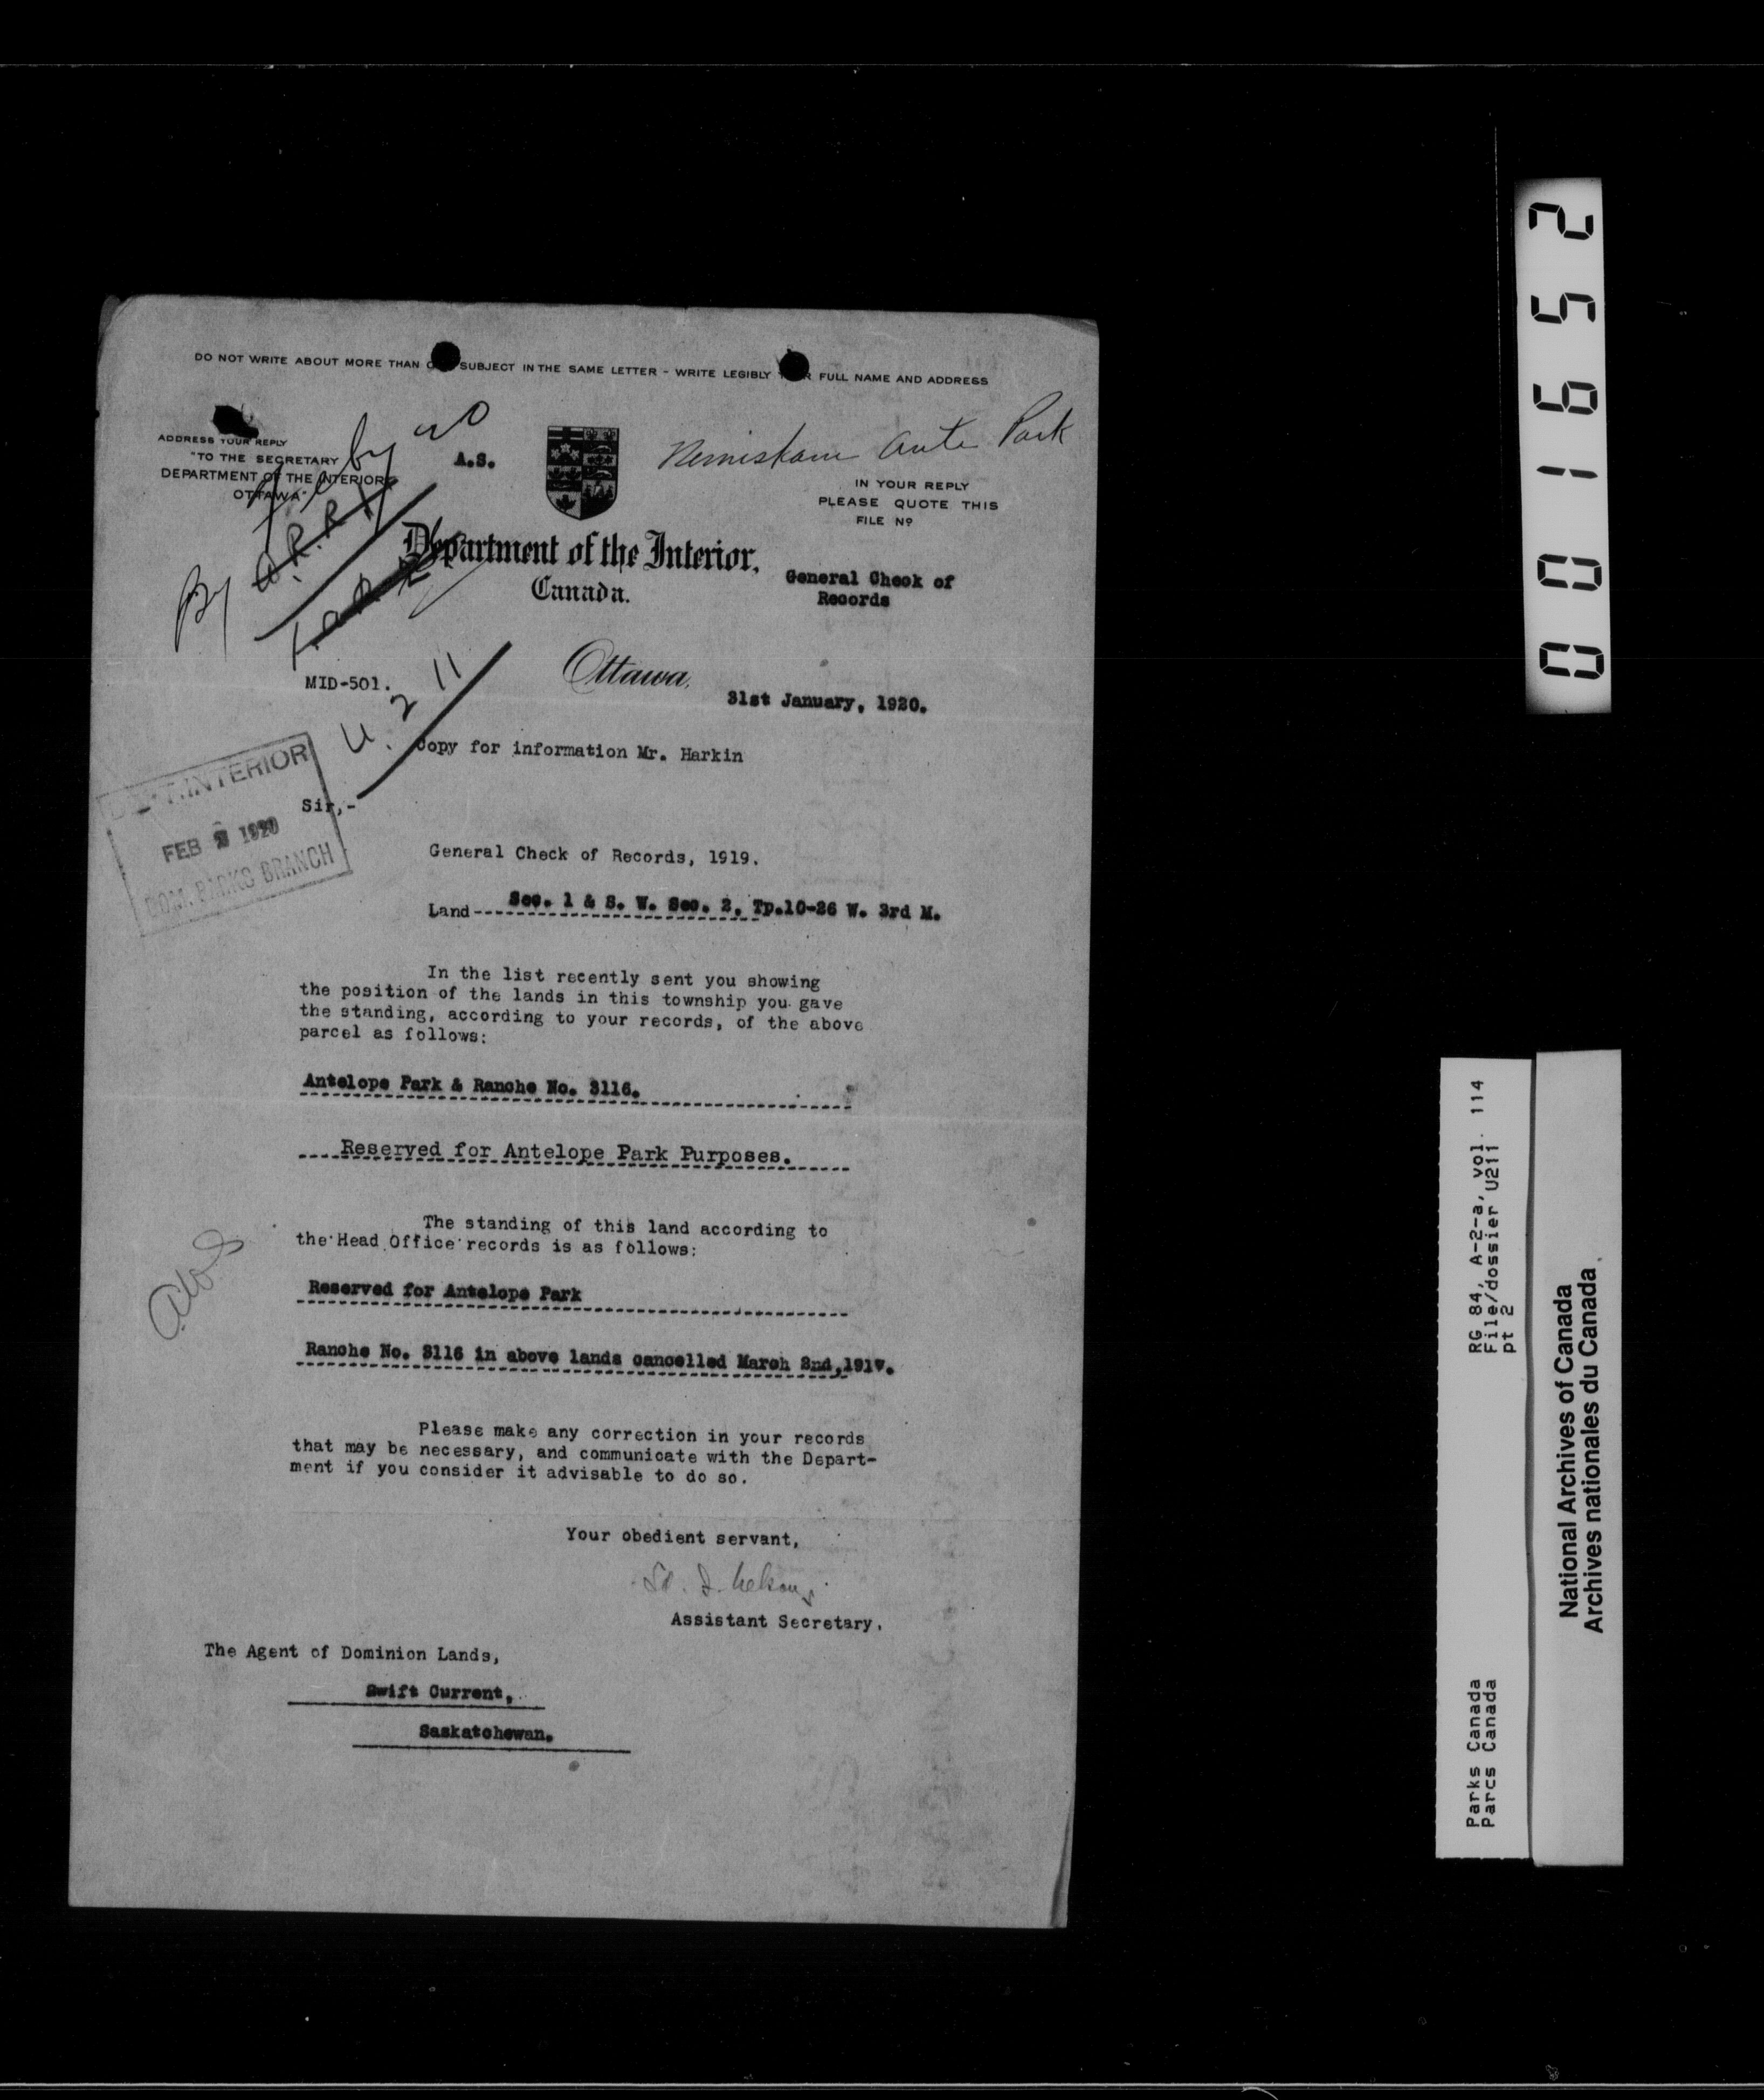 DO NOT WRITE ABOUT MORE THAN SUBJECT IN THE SAME LETTER - WRITE LEGIBLY FULL NAME AND ADDRESS
ADDRESS YOUR REPLY
"TO THE SECRETARY
DEPARTMENT OF THE INTERIOR
OTTAWA"
A.S.
Nemiskam Ante Park
IN YOUR REPLY
PLEASE QUOTE THIS
FILE No
By
Department of the Interior,
Canada.
General Check of
Records
MID-501.
U. 211
Ottawa,
31st January, 1920.
Copy for information Mr. Harkin
DEPT. INTERIOR
FEB 1920
DOM. PARKS BRANCH
Sir,-
General Check of Records, 1919.
Land Sec. 1 & S. W. Sec. 2, Tp.10-26 W. 3rd M.
In the list recently sent you showing
the position of the lands in this township you gave
the standing, according to your records, of the above
parcel as follows:
Antelope Park & Ranche No. 3116.
Reserved for Antelope Park Purposes.
The standing of this land according to
the Head Office records is as follows:
Reserved for Antelope Park
Ranche No. 3116 in above lands cancelled March 2nd,1917.
Please make any correction in your records
that may be necessary, and communicate with the Depart-
ment if you consider it advisable to do so.
Your obedient servant,
Assistant Secretary.
The Agent of Dominion Lands,
Swift Current,
Saskatchewan.
001652
RG 84, A-2-a, vol. 114
File/dossier U211
pt 2
Parks Canada
Parcs Canada
National Archives of Canada
Archives nationales du Canada